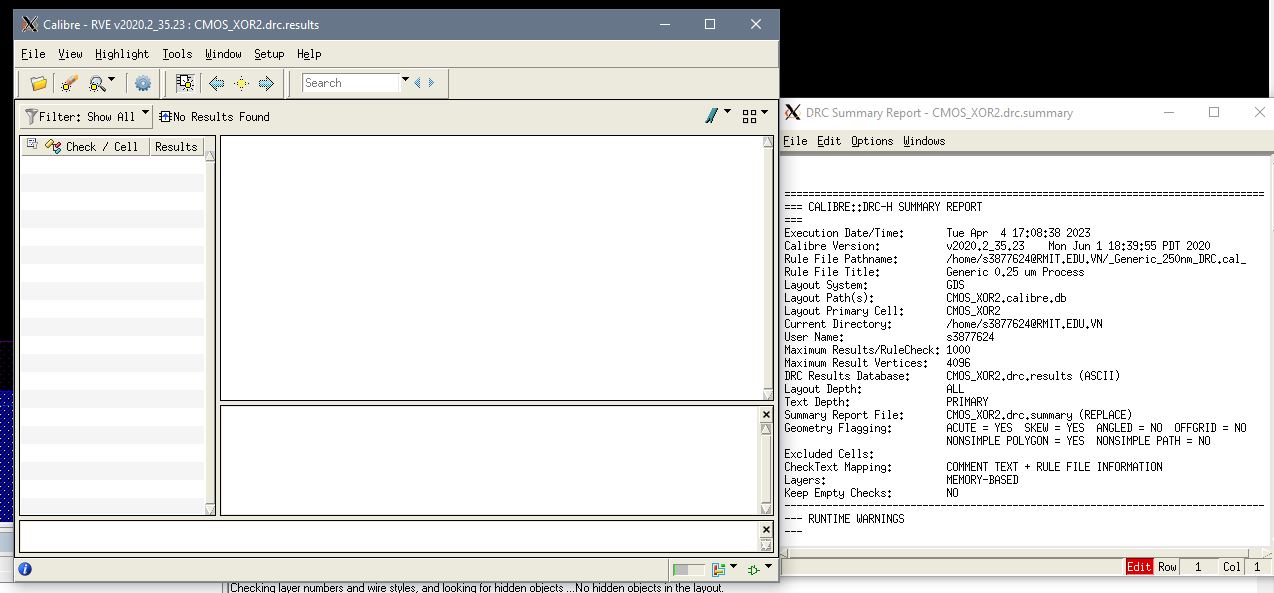 Calibre - RVE v2020.2_35.23 : CMOS_XOR2.drc.results
File View Highlight Tools Window Setup Help
Search
Filter: Show All No Results Found
Check / Cell Results
DRC Summary Report - CMOS_XOR2.drc.summary
File Edit Options Windows
==================================================================================
=== CALIBRE::DRC-H SUMMARY REPORT
===
Execution Date/Time: Tue Apr 4 17:08:38 2023
Calibre Version: v2020.2_35.23 Mon Jun 1 18:39:55 PDT 2020
Rule File Pathname: /home/s3877624@RMIT.EDU.VN/_Generic_250nm_DRC.cal_
Rule File Title: Generic 0.25 um Process
Layout System: GDS
Layout Path(s): CMOS_XOR2.calibre.db
Layout Primary Cell: CMOS_XOR2
Current Directory: /home/s3877624@RMIT.EDU.VN
User Name: s3877624
Maximum Results/RuleCheck: 1000
Maximum Result Vertices: 4096
DRC Results Database: CMOS_XOR2.drc.results (ASCII)
Layout Depth: ALL
Text Depth: PRIMARY
Summary Report File: CMOS_XOR2.drc.summary (REPLACE)
Geometry Flagging: ACUTE = YES SKEW = YES ANGLED = NO OFFGRID = NO
NONSIMPLE POLYGON = YES NONSIMPLE PATH = NO
Excluded Cells:
CheckText Mapping: COMMENT TEXT + RULE FILE INFORMATION
Layers: MEMORY-BASED
Keep Empty Checks: NO
----------------------------------------------------------------------------------
--- RUNTIME WARNINGS
---
Edit Row 1 Col 1
Checking layer numbers and wire styles, and looking for hidden objects ...No hidden objects in the layout.